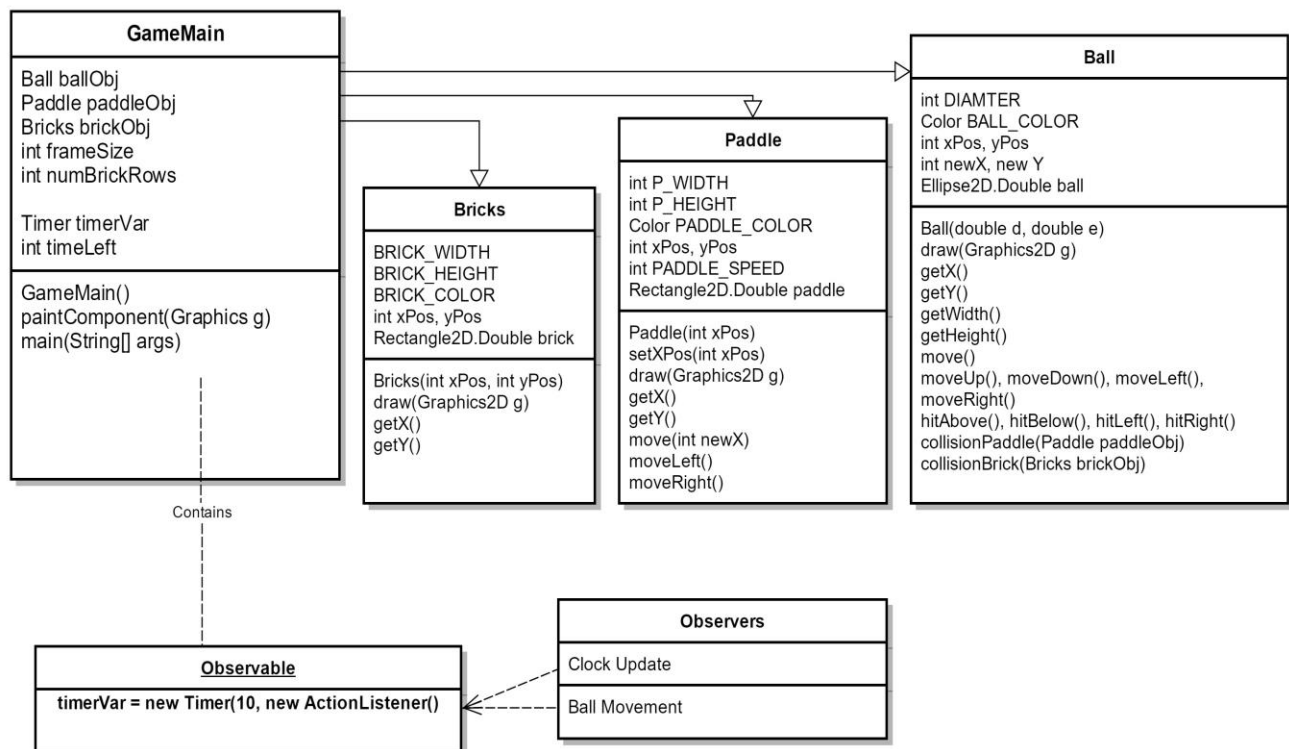 GameMain
Ball ballObj
Paddle paddleObj
Bricks brickObj
int frameSize
int numBrickRows
Timer timerVar
int timeLeft
GameMain()
paintComponent(Graphics g)
main(String[] args)
Contains
Bricks
BRICK_WIDTH
BRICK_HEIGHT
BRICK_COLOR
int xPos, yPos
Rectangle2D.Double brick
Bricks(int xPos, int yPos)
draw(Graphics2D g)
getX()
getY()
Paddle
int P_WIDTH
int P_HEIGHT
Color PADDLE_COLOR
int xPos, yPos
int PADDLE_SPEED
Rectangle2D.Double paddle
Paddle(int xPos)
setXPos(int xPos)
draw(Graphics2D g)
getX()
getY()
move(int newX)
moveLeft()
moveRight()
Ball
int DIAMTER
Color BALL_COLOR
int xPos, yPos
int newX, new Y
Ellipse2D.Double ball
Ball(double d, double e)
draw(Graphics2D g)
getX()
getY()
getWidth()
getHeight()
move()
moveUp(), moveDown(), moveLeft(),
moveRight()
hitAbove(), hitBelow(), hitLeft(), hitRight()
collisionPaddle(Paddle paddleObj)
collisionBrick(Bricks brickObj)
Observable
timerVar = new Timer(10, new ActionListener()
Observers
Clock Update
Ball Movement